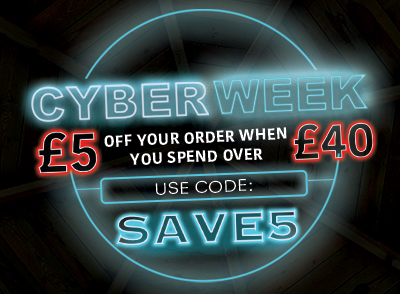 CYBER WEEK
£5 OFF YOUR ORDER WHEN £40
YOU SPEND OVER
USE CODE:
SAVE5